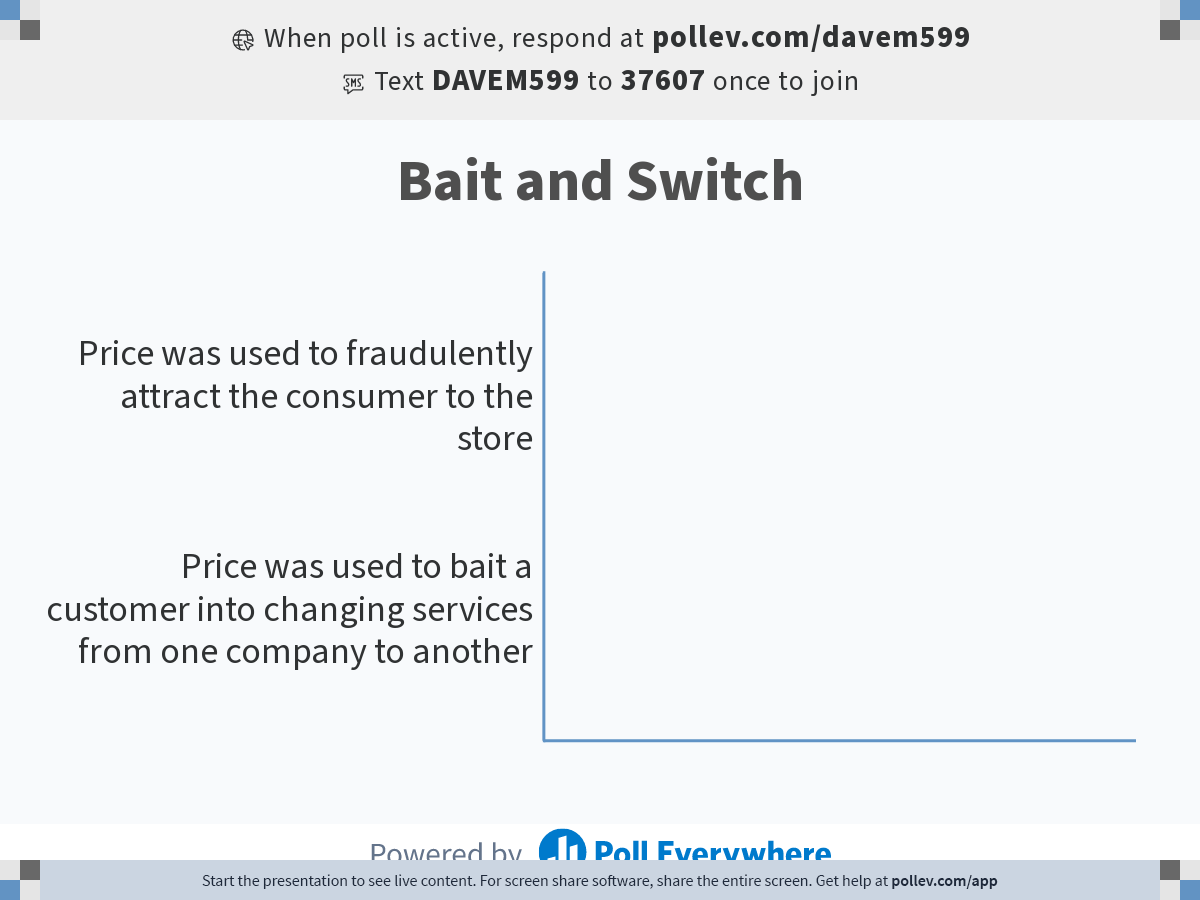 When poll is active, respond at pollev.com/davem599
SMS
Text DAVEM599 to 37607 once to join
Bait and Switch
Price was used to fraudulently
attract the consumer to the
store
Price was used to bait a
customer into changing services
from one company to another
Powered by Poll Everywhere
Start the presentation to see live content. For screen share software, share the entire screen. Get help at pollev.com/app